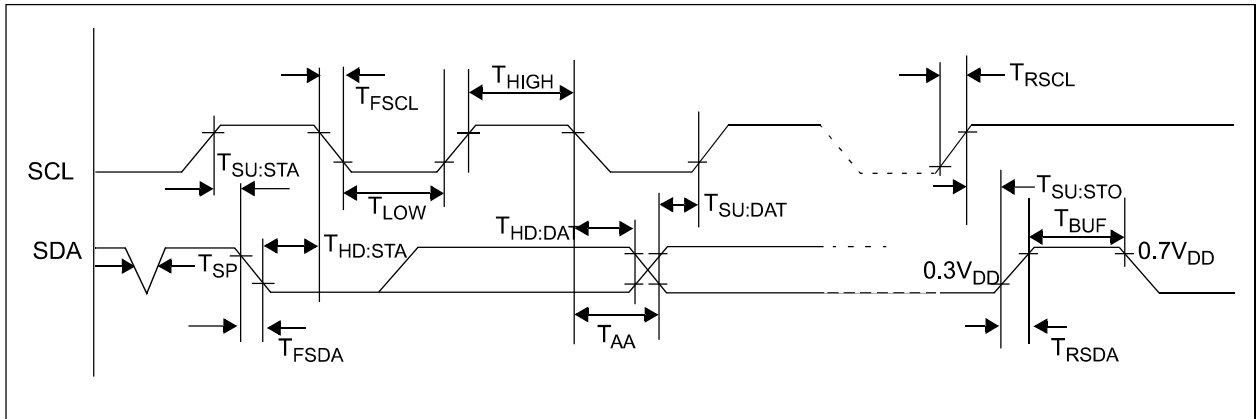 T_HIGH
T_FSCL
T_RSCL
SCL
T_SU:STA
T_LOW
T_SU:DAT
T_SU:STO
T_HD:DAT
T_BUF
SDA
T_HD:STA
T_SP
0.3V_DD
0.7V_DD
T_FSDA
T_AA
T_RSDA